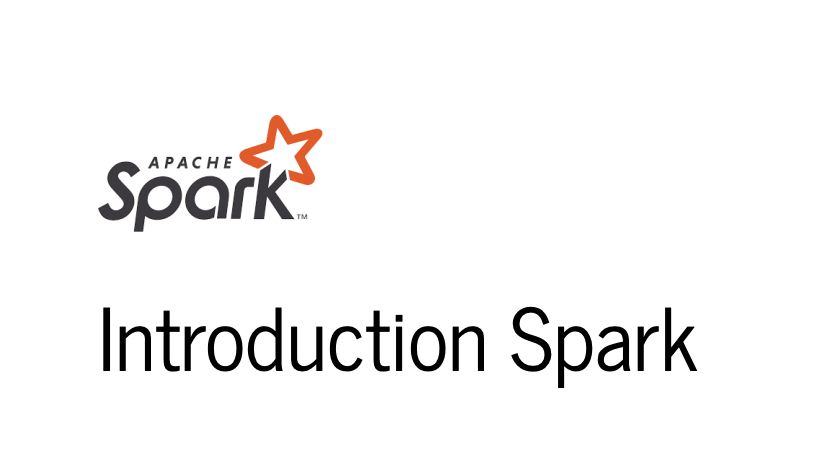 APACHE
Spark™
Introduction Spark